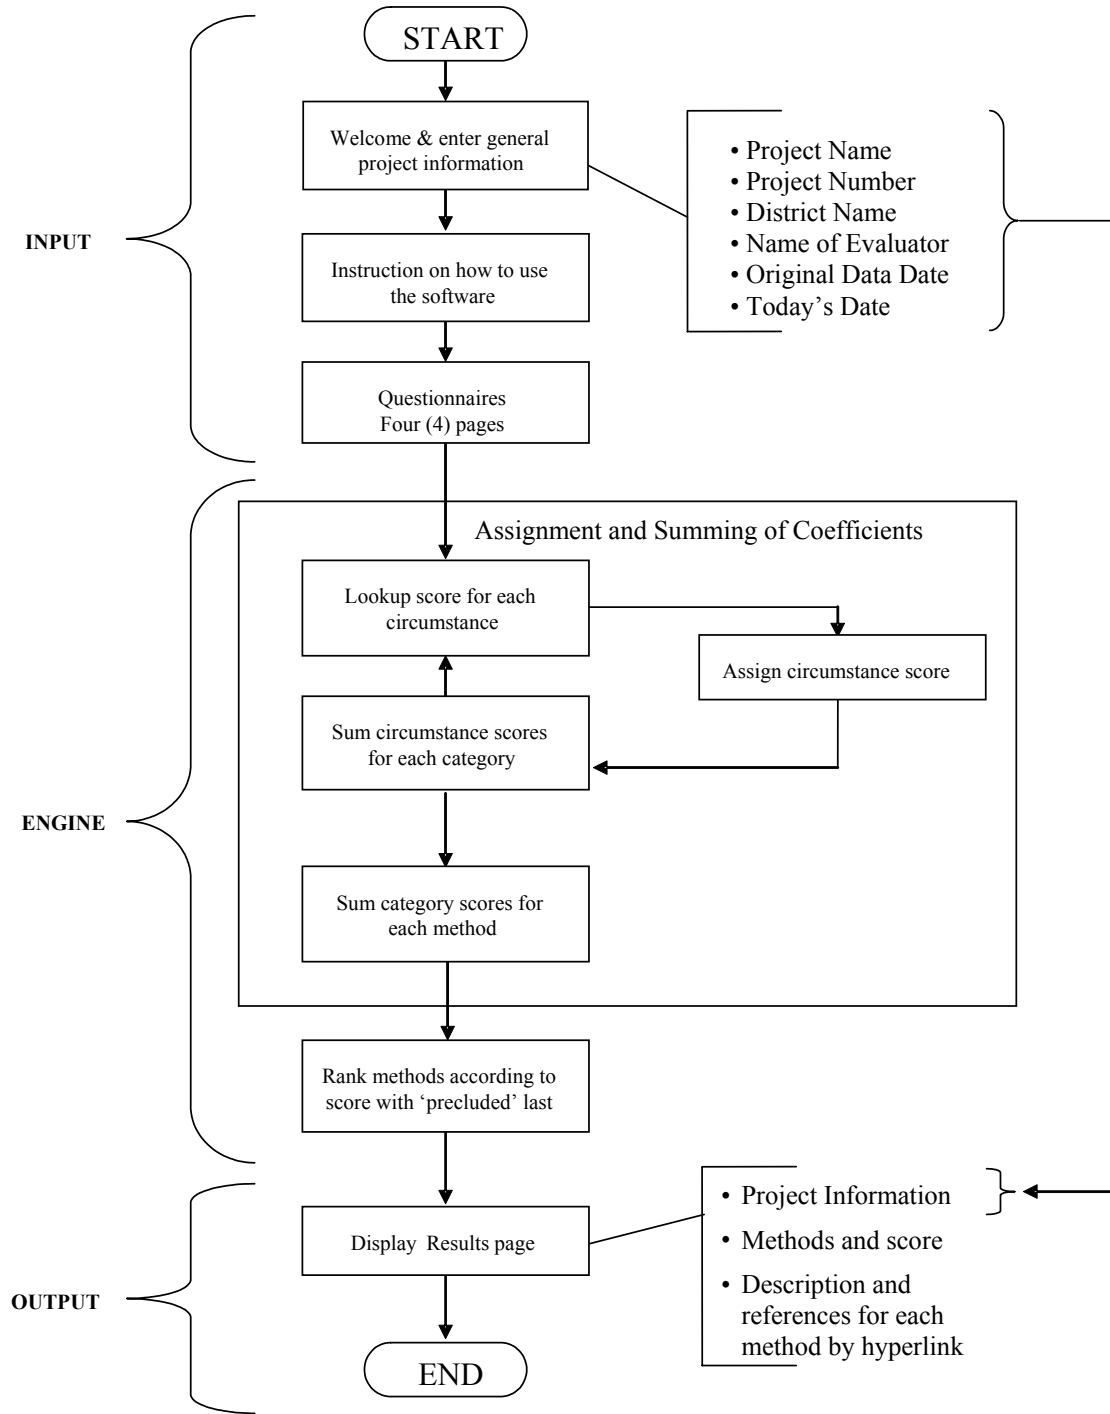 START
Welcome & enter general
project information
• Project Name
• Project Number
• District Name
• Name of Evaluator
• Original Data Date
• Today's Date
INPUT
Instruction on how to use
the software
Questionnaires
Four (4) pages
Assignment and Summing of Coefficients
Lookup score for each
circumstance
Assign circumstance score
Sum circumstance scores
for each category
ENGINE
Sum category scores for
each method
Rank methods according to
score with ‘precluded’ last
Display Results page
• Project Information
• Methods and score
• Description and
references for each
method by hyperlink
OUTPUT
END